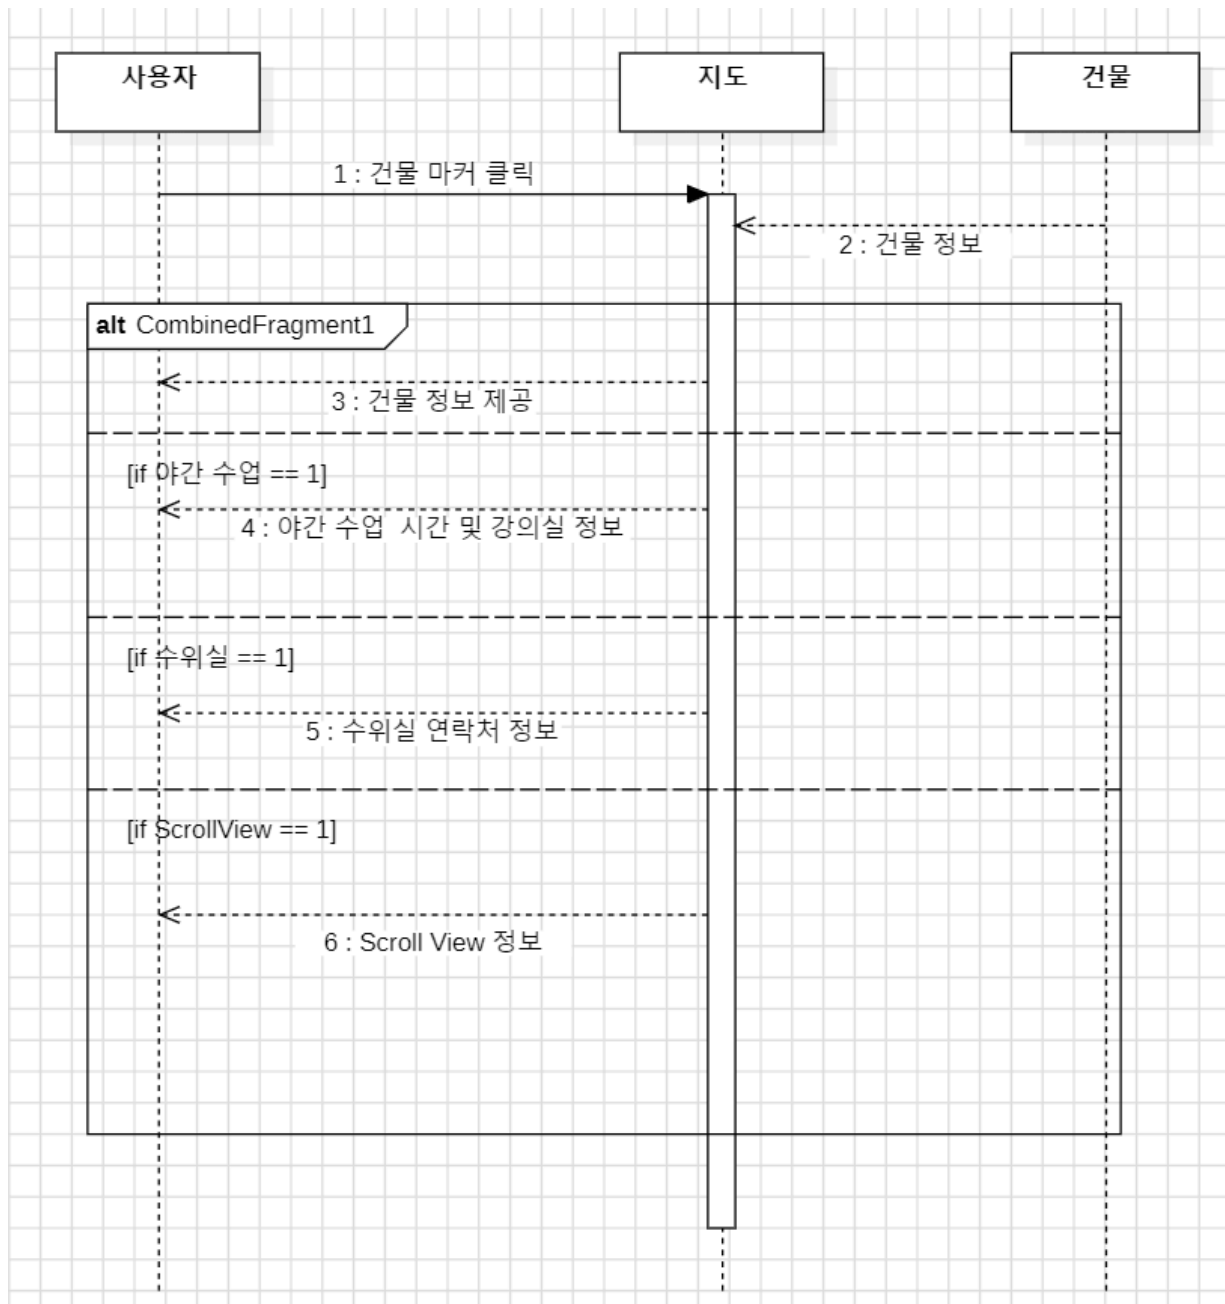 사용자
지도
건물
1 : 건물 마커 클릭
2 : 건물 정보
alt CombinedFragment1
3 : 건물 정보 제공
[if 야간 수업 == 1]
4 : 야간 수업  시간 및 강의실 정보
[if 수위실 == 1]
5 : 수위실 연락처 정보
[if ScrollView == 1]
6 : Scroll View 정보